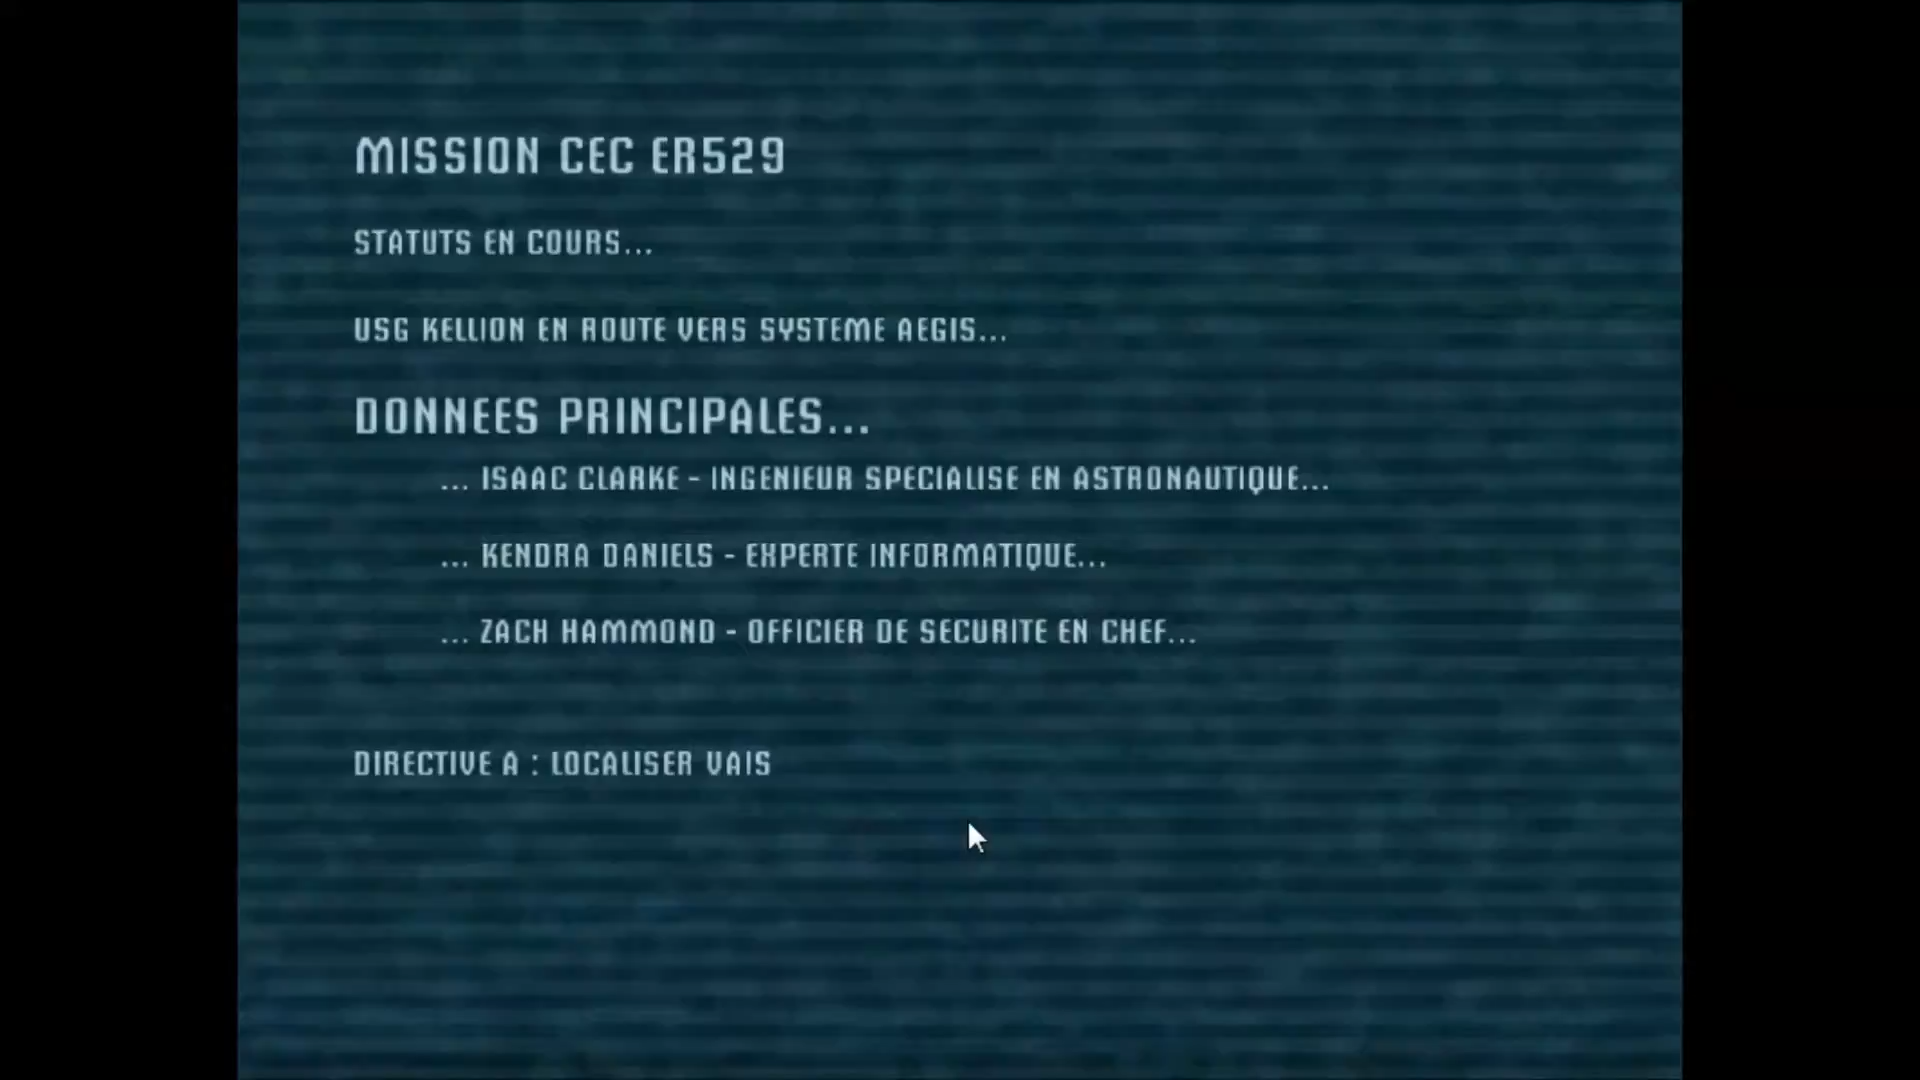 MISSION CEC ER529
STATUTS EN COURS...
USG KELLION EN ROUTE VERS SYSTEME AEGIS...
DONNEES PRINCIPALES...
... ISAAC CLARKE - INGENIEUR SPECIALISE EN ASTRONAUTIQUE...
... KENDRA DANIELS - EXPERTE INFORMATIQUE...
... ZACH HAMMOND - OFFICIER DE SECURITE EN CHEF...
DIRECTIVE A : LOCALISER VAIS